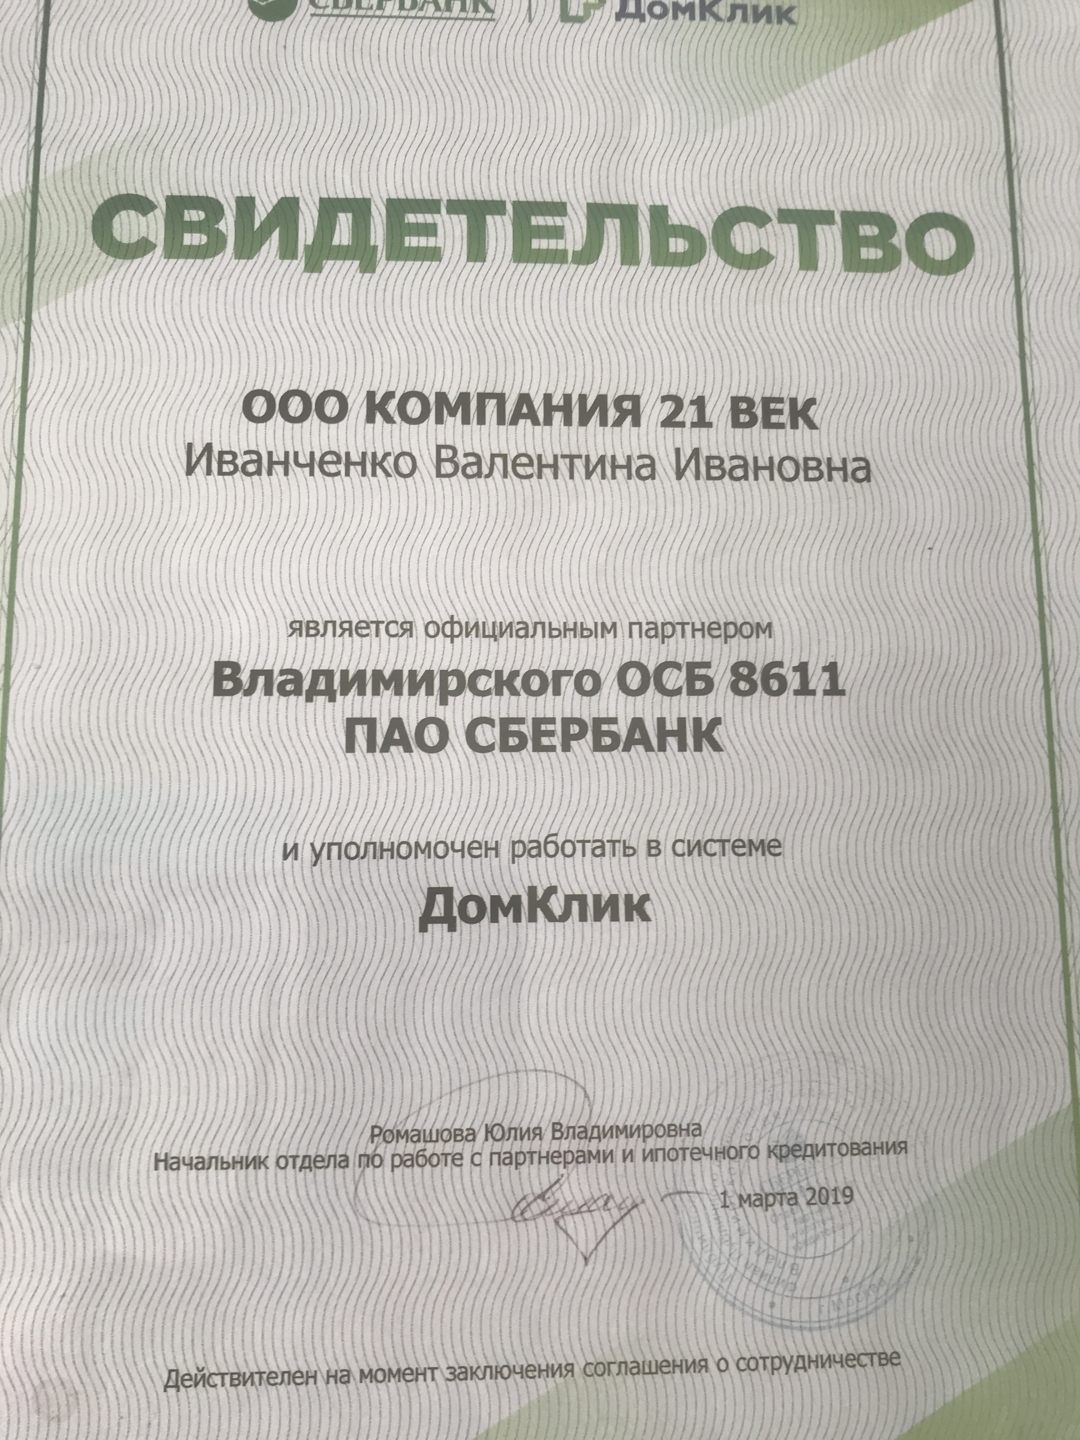 СБЕРБАНК ДомКлик
СВИДЕТЕЛЬСТВО
ООО КОМПАНИЯ 21 ВЕК
Иванченко Валентина Ивановна
является официальным партнером
Владимирского ОСБ 8611
ПАО СБЕРБАНК
и уполномочен работать в системе
ДомКлик
Ромашова Юлия Владимировна
Начальник отдела по работе с партнерами и ипотечного кредитования
1 марта 2019
г. Москва
Действителен на момент заключения соглашения о сотрудничестве